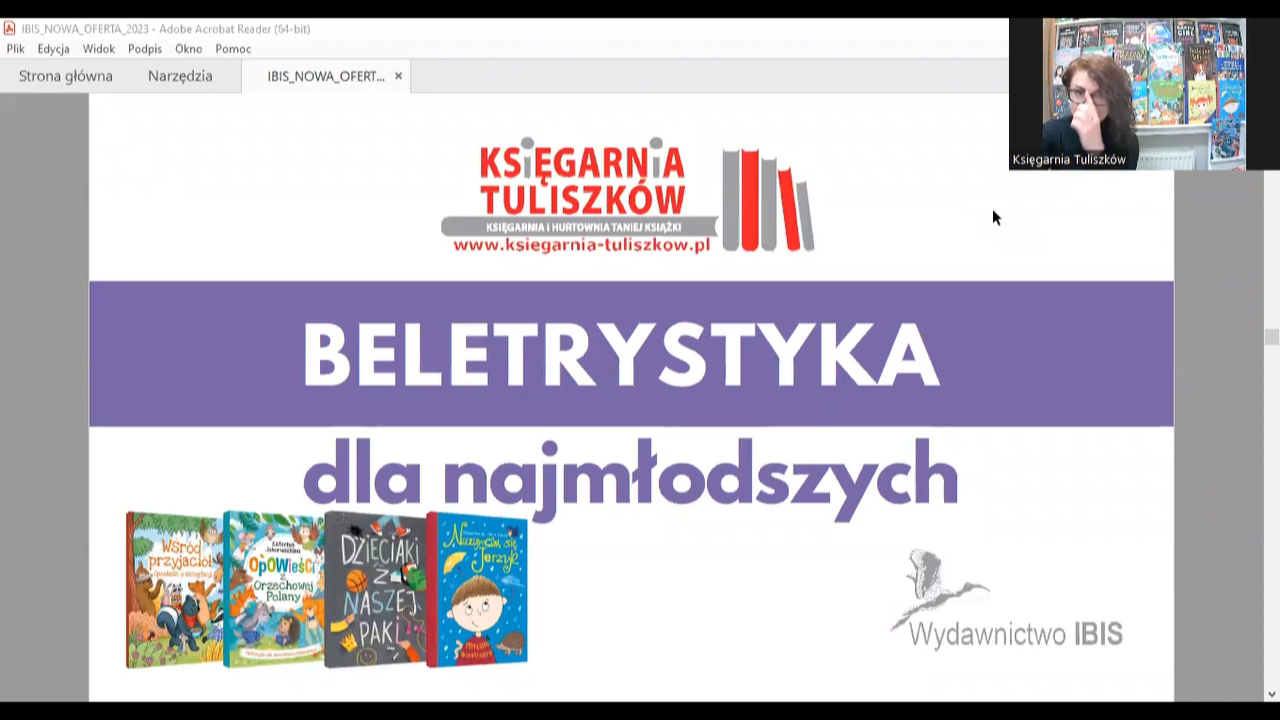 IBIS_NOWA_OFERTA_2023 - Adobe Acrobat Reader (64-bit)
Plik Edycja Widok Podpis Okno Pomoc
Strona główna Narzędzia IBIS_NOWA_OFERT... ×
Księgarnia Tuliszków
KSIĘGARNIA
TULISZKÓW
KSIĘGARNIA i HURTOWNIA TANIEJ KSIĄŻKI
www.ksiegarnia-tuliszkow.pl
BELETRYSTYKA
dla najmłodszych
Wśród
przyjaciół
OPOWIEŚCI
z
Orzechowej
Polany
DZIECIAKI
Z
NASZEJ
PAKI
Nazywam się
Jerzyk
Wydawnictwo IBIS